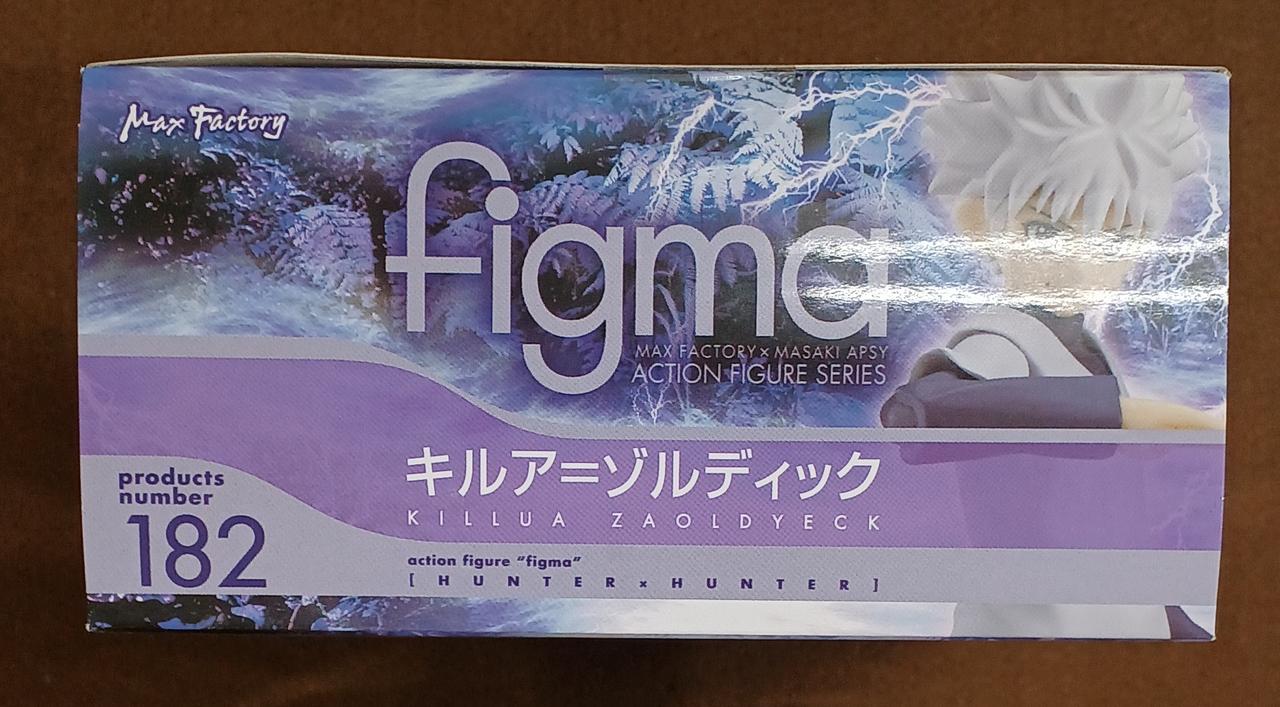 Max Factory
figma
MAX FACTORY × MASAKI APSY
ACTION FIGURE SERIES
キルア=ゾルディック
KILLUA ZAOLDYECK
products
number
182
action figure "figma"
[HUNTER×HUNTER]